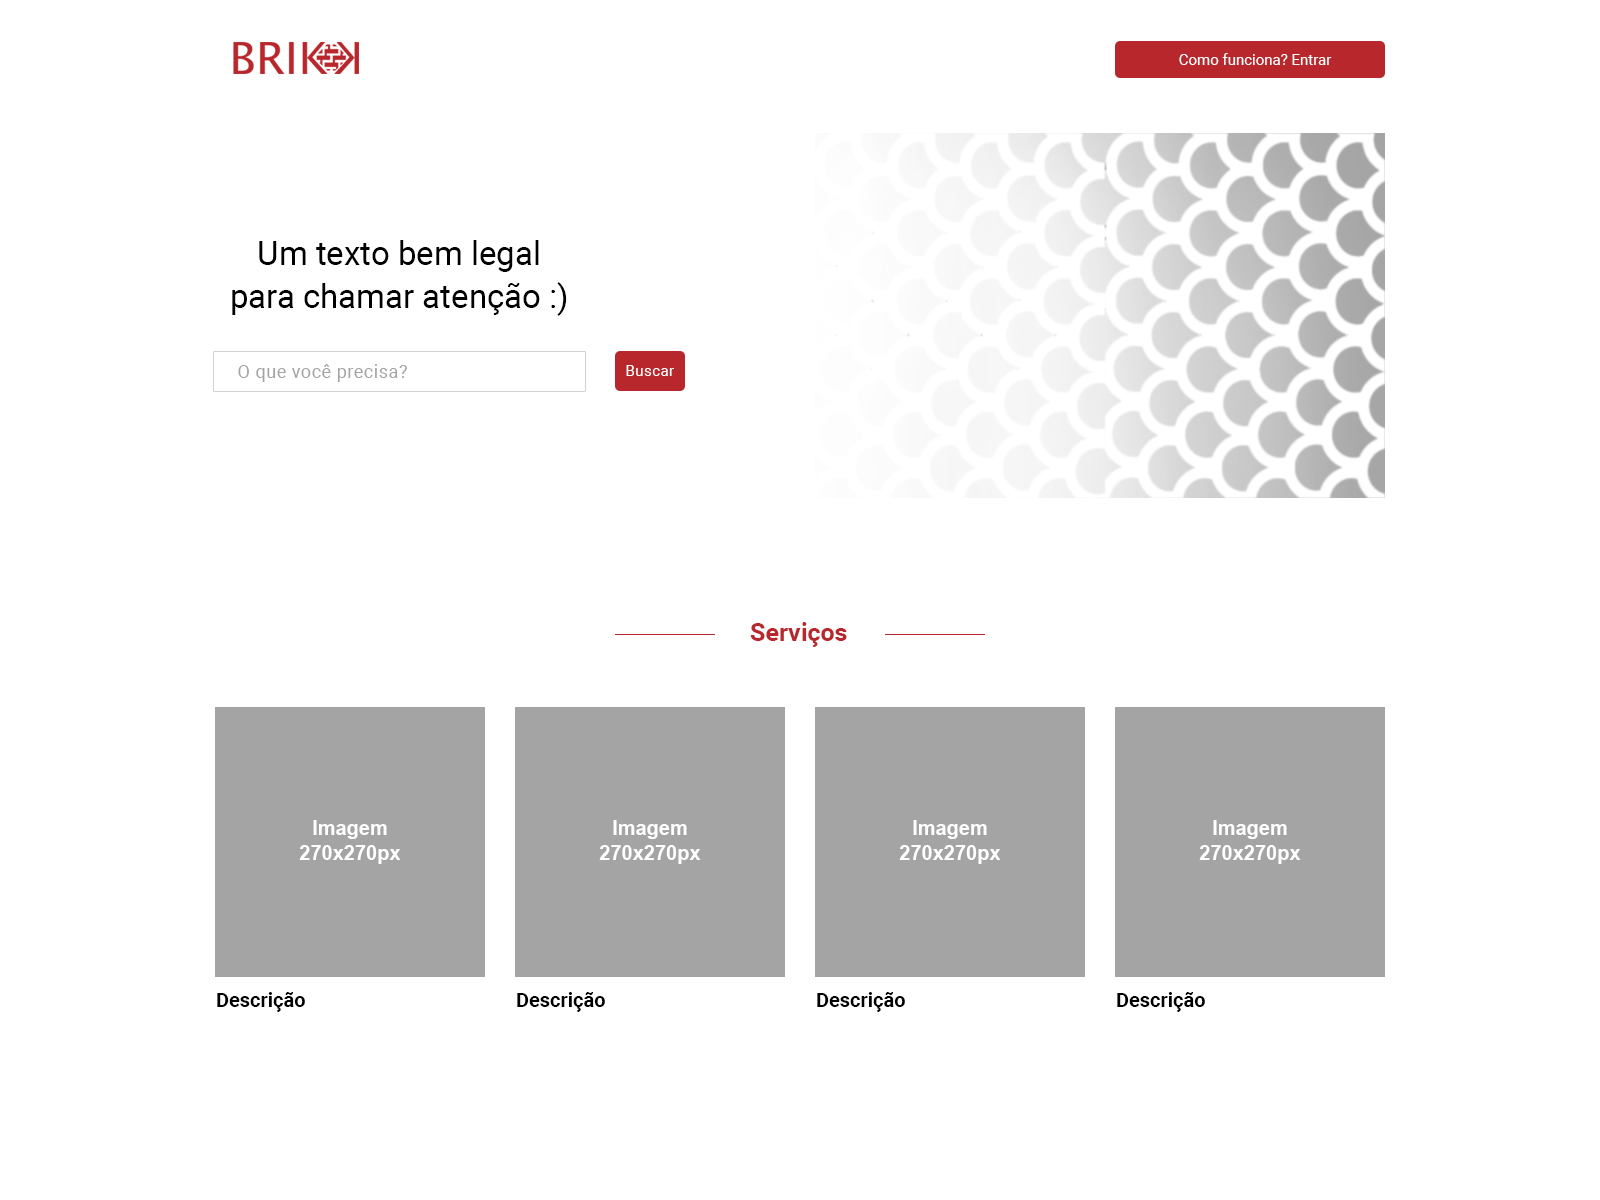 BRIKK
Como funciona? Entrar
Um texto bem legal
para chamar atenção :)
O que você precisa?
Buscar
Serviços
Imagem
270x270px
Imagem
270x270px
Imagem
270x270px
Imagem
270x270px
Descrição
Descrição
Descrição
Descrição